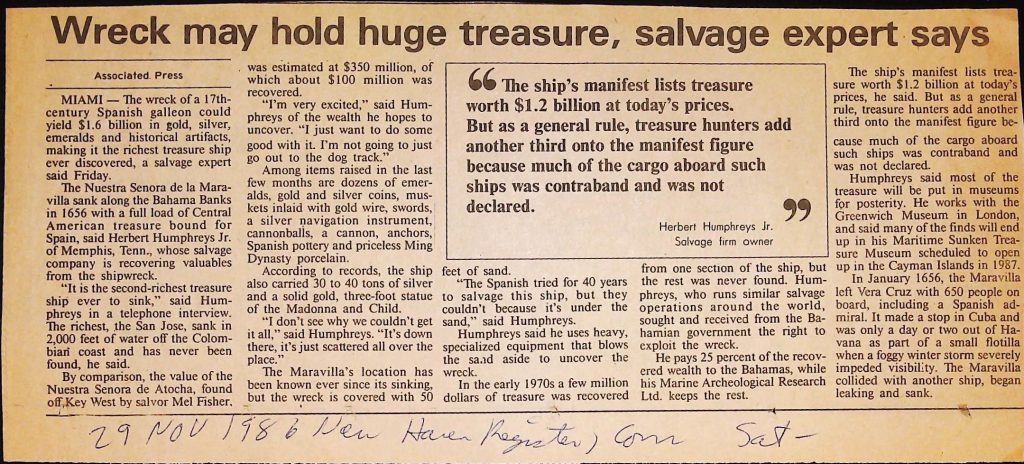 Wreck may hold huge treasure, salvage expert says
Associated Press
MIAMI — The wreck of a 17th-
century Spanish galleon could
yield $1.6 billion in gold, silver,
emeralds and historical artifacts,
making it the richest treasure ship
ever discovered, a salvage expert
said Friday.
The Nuestra Senora de la Mara-
villa sank along the Bahama Banks
in 1656 with a full load of Central
American treasure bound for
Spain, said Herbert Humphreys Jr.
of Memphis, Tenn., whose salvage
company is recovering valuables
from the shipwreck.
"It is the second-richest treasure
ship ever to sink," said Hum-
phreys in a telephone interview.
The richest, the San Jose, sank in
2,000 feet of water off the Colom-
bian coast and has never been
found, he said.
By comparison, the value of the
Nuestra Senora de Atocha, found
off Key West by salvor Mel Fisher,
was estimated at $350 million, of
which about $100 million was
recovered.
"I'm very excited," said Hum-
phreys of the wealth he hopes to
uncover. "I just want to do some
good with it. I'm not going to just
go out to the dog track."
Among items raised in the last
few months are dozens of emer-
alds, gold and silver coins, mus-
kets inlaid with gold wire, swords,
a silver navigation instrument,
cannonballs, a cannon, anchors,
Spanish pottery and priceless Ming
Dynasty porcelain.
According to records, the ship
also carried 30 to 40 tons of silver
and a solid gold, three-foot statue
of the Madonna and Child.
"I don't see why we couldn't get
it all," said Humphreys. "It's down
there, it's just scattered all over the
place."
The Maravilla's location has
been known ever since its sinking,
but the wreck is covered with 50
“ The ship's manifest lists treasure
worth $1.2 billion at today's prices.
But as a general rule, treasure hunters add
another third onto the manifest figure
because much of the cargo aboard such
ships was contraband and was not
declared. ”
Herbert Humphreys Jr.
Salvage firm owner
feet of sand.
"The Spanish tried for 40 years
to salvage this ship, but they
couldn't because it's under the
sand," said Humphreys.
Humphreys said he uses heavy,
specialized equipment that blows
the sand aside to uncover the
wreck.
In the early 1970s a few million
dollars of treasure was recovered
from one section of the ship, but
the rest was never found. Hum-
phreys, who runs similar salvage
operations around the world,
sought and received from the Ba-
hamian government the right to
exploit the wreck.
He pays 25 percent of the recov-
ered wealth to the Bahamas, while
his Marine Archeological Research
Ltd. keeps the rest.
The ship's manifest lists trea-
sure worth $1.2 billion at today's
prices, he said. But as a general
rule, treasure hunters add another
third onto the manifest figure be-
cause much of the cargo aboard
such ships was contraband and
was not declared.
Humphreys said most of the
treasure will be put in museums
for posterity. He works with the
Greenwich Museum in London,
and said many of the finds will end
up in his Maritime Sunken Trea-
sure Museum scheduled to open
up in the Cayman Islands in 1987.
In January 1656, the Maravilla
left Vera Cruz with 650 people on
board, including a Spanish ad-
miral. It made a stop in Cuba and
was only a day or two out of Ha-
vana as part of a small flotilla
when a foggy winter storm severely
impeded visibility. The Maravilla
collided with another ship, began
leaking and sank.
29 NOV 1986 New Haven Register, Conn Sat-